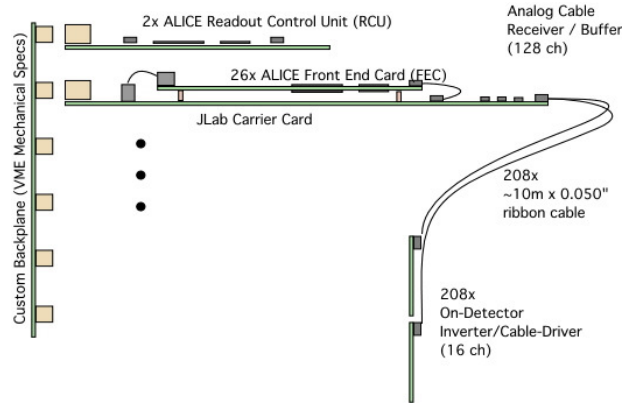 2x ALICE Readout Control Unit (RCU)
Analog Cable
Receiver / Buffer
(128 ch)
26x ALICE Front End Card (FEC)
JLab Carrier Card
Custom Backplane (VME Mechanical Specs)
208x
~10m x 0.050"
ribbon cable
208x
On-Detector
Inverter/Cable-Driver
(16 ch)